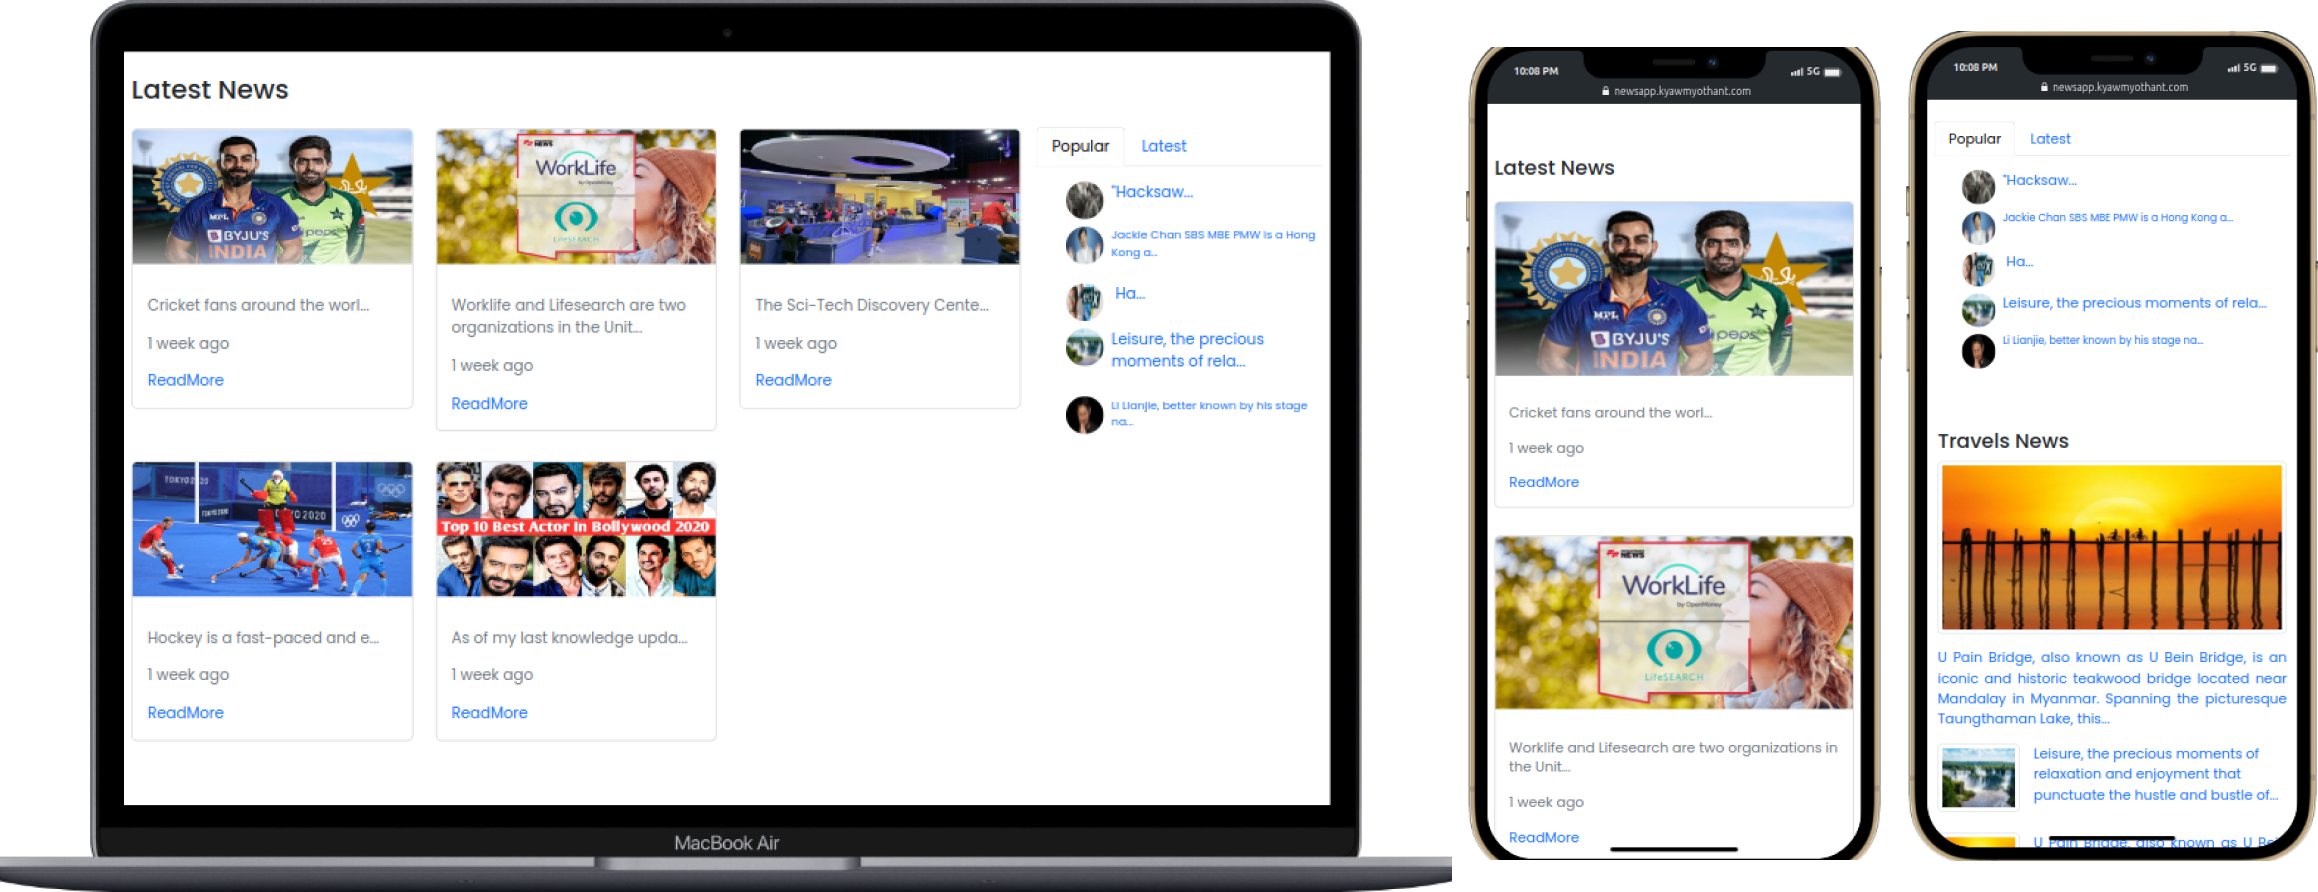 Latest News
MPL
BYJU'S
INDIA
NEWS
WorkLife
by OpenMoney
LifeSEARCH
Cricket fans around the worl...
1 week ago
ReadMore
Worklife and Lifesearch are two
organizations in the Unit...
1 week ago
ReadMore
The Sci-Tech Discovery Cente...
1 week ago
ReadMore
Popular
Latest
"Hacksaw...
Jackie Chan SBS MBE PMW is a Hong
Kong a...
Ha...
Leisure, the precious
moments of rela...
Li Lianjie, better known by his stage
na...
TOKYO 2020
TOKYO 2020
Top 10 Best Actor In Bollywood 2020
Hockey is a fast-paced and e...
1 week ago
ReadMore
As of my last knowledge upda...
1 week ago
ReadMore
MacBook Air
10:08 PM
5G
newsapp.kyawmyothant.com
Latest News
MPL
BYJU'S
INDIA
pepsi
Cricket fans around the worl...
1 week ago
ReadMore
NEWS
WorkLife
by OpenMoney
LifeSEARCH
Worklife and Lifesearch are two organizations in
the Unit...
1 week ago
ReadMore
10:08 PM
5G
newsapp.kyawmyothant.com
Popular
Latest
"Hacksaw...
Jackie Chan SBS MBE PMW is a Hong Kong a...
Ha...
Leisure, the precious moments of rela...
Li Lianjie, better known by his stage na...
Travels News
U Pain Bridge, also known as U Bein Bridge, is an
iconic and historic teakwood bridge located near
Mandalay in Myanmar. Spanning the picturesque
Taungthaman Lake, this...
Leisure, the precious moments of
relaxation and enjoyment that
punctuate the hustle and bustle of...
U Pain Bridge, also known as U Be